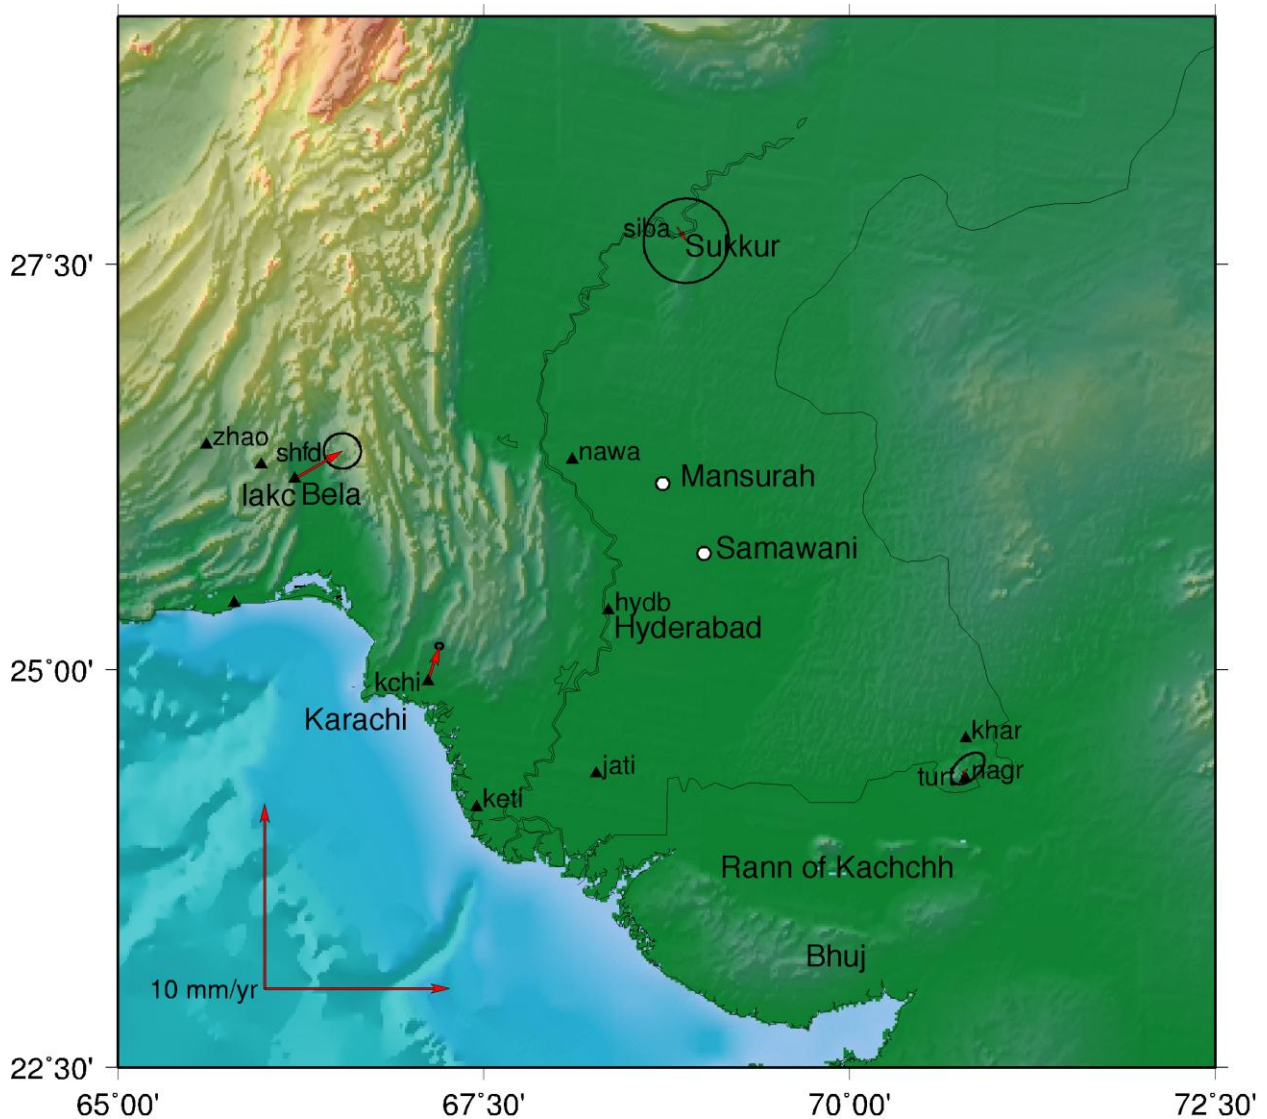 siba
Sukkur
27°30'
zhao
shfd
nawa
lakc Bela
Mansurah
Samawani
hydb
Hyderabad
25°00'
kchi
Karachi
khar
jati
turt nagr
keti
Rann of Kachchh
Bhuj
10 mm/yr
22°30'
65°00' 67°30' 70°00' 72°30'